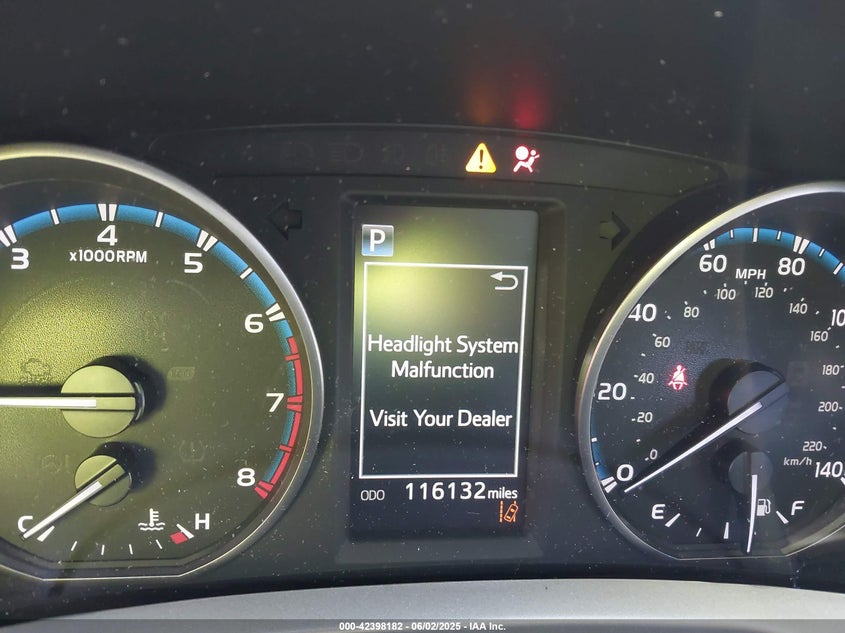 P
Headlight System
Malfunction
Visit Your Dealer
ODO 116132 miles
3 4 5 6 7 8
x1000RPM
C H
0 20 40 60 80 140
MPH
0 20 40 60 80 100 120 140 160 180 200 220
km/h
E F
000-42398182 - 06/02/2025 - IAA Inc.